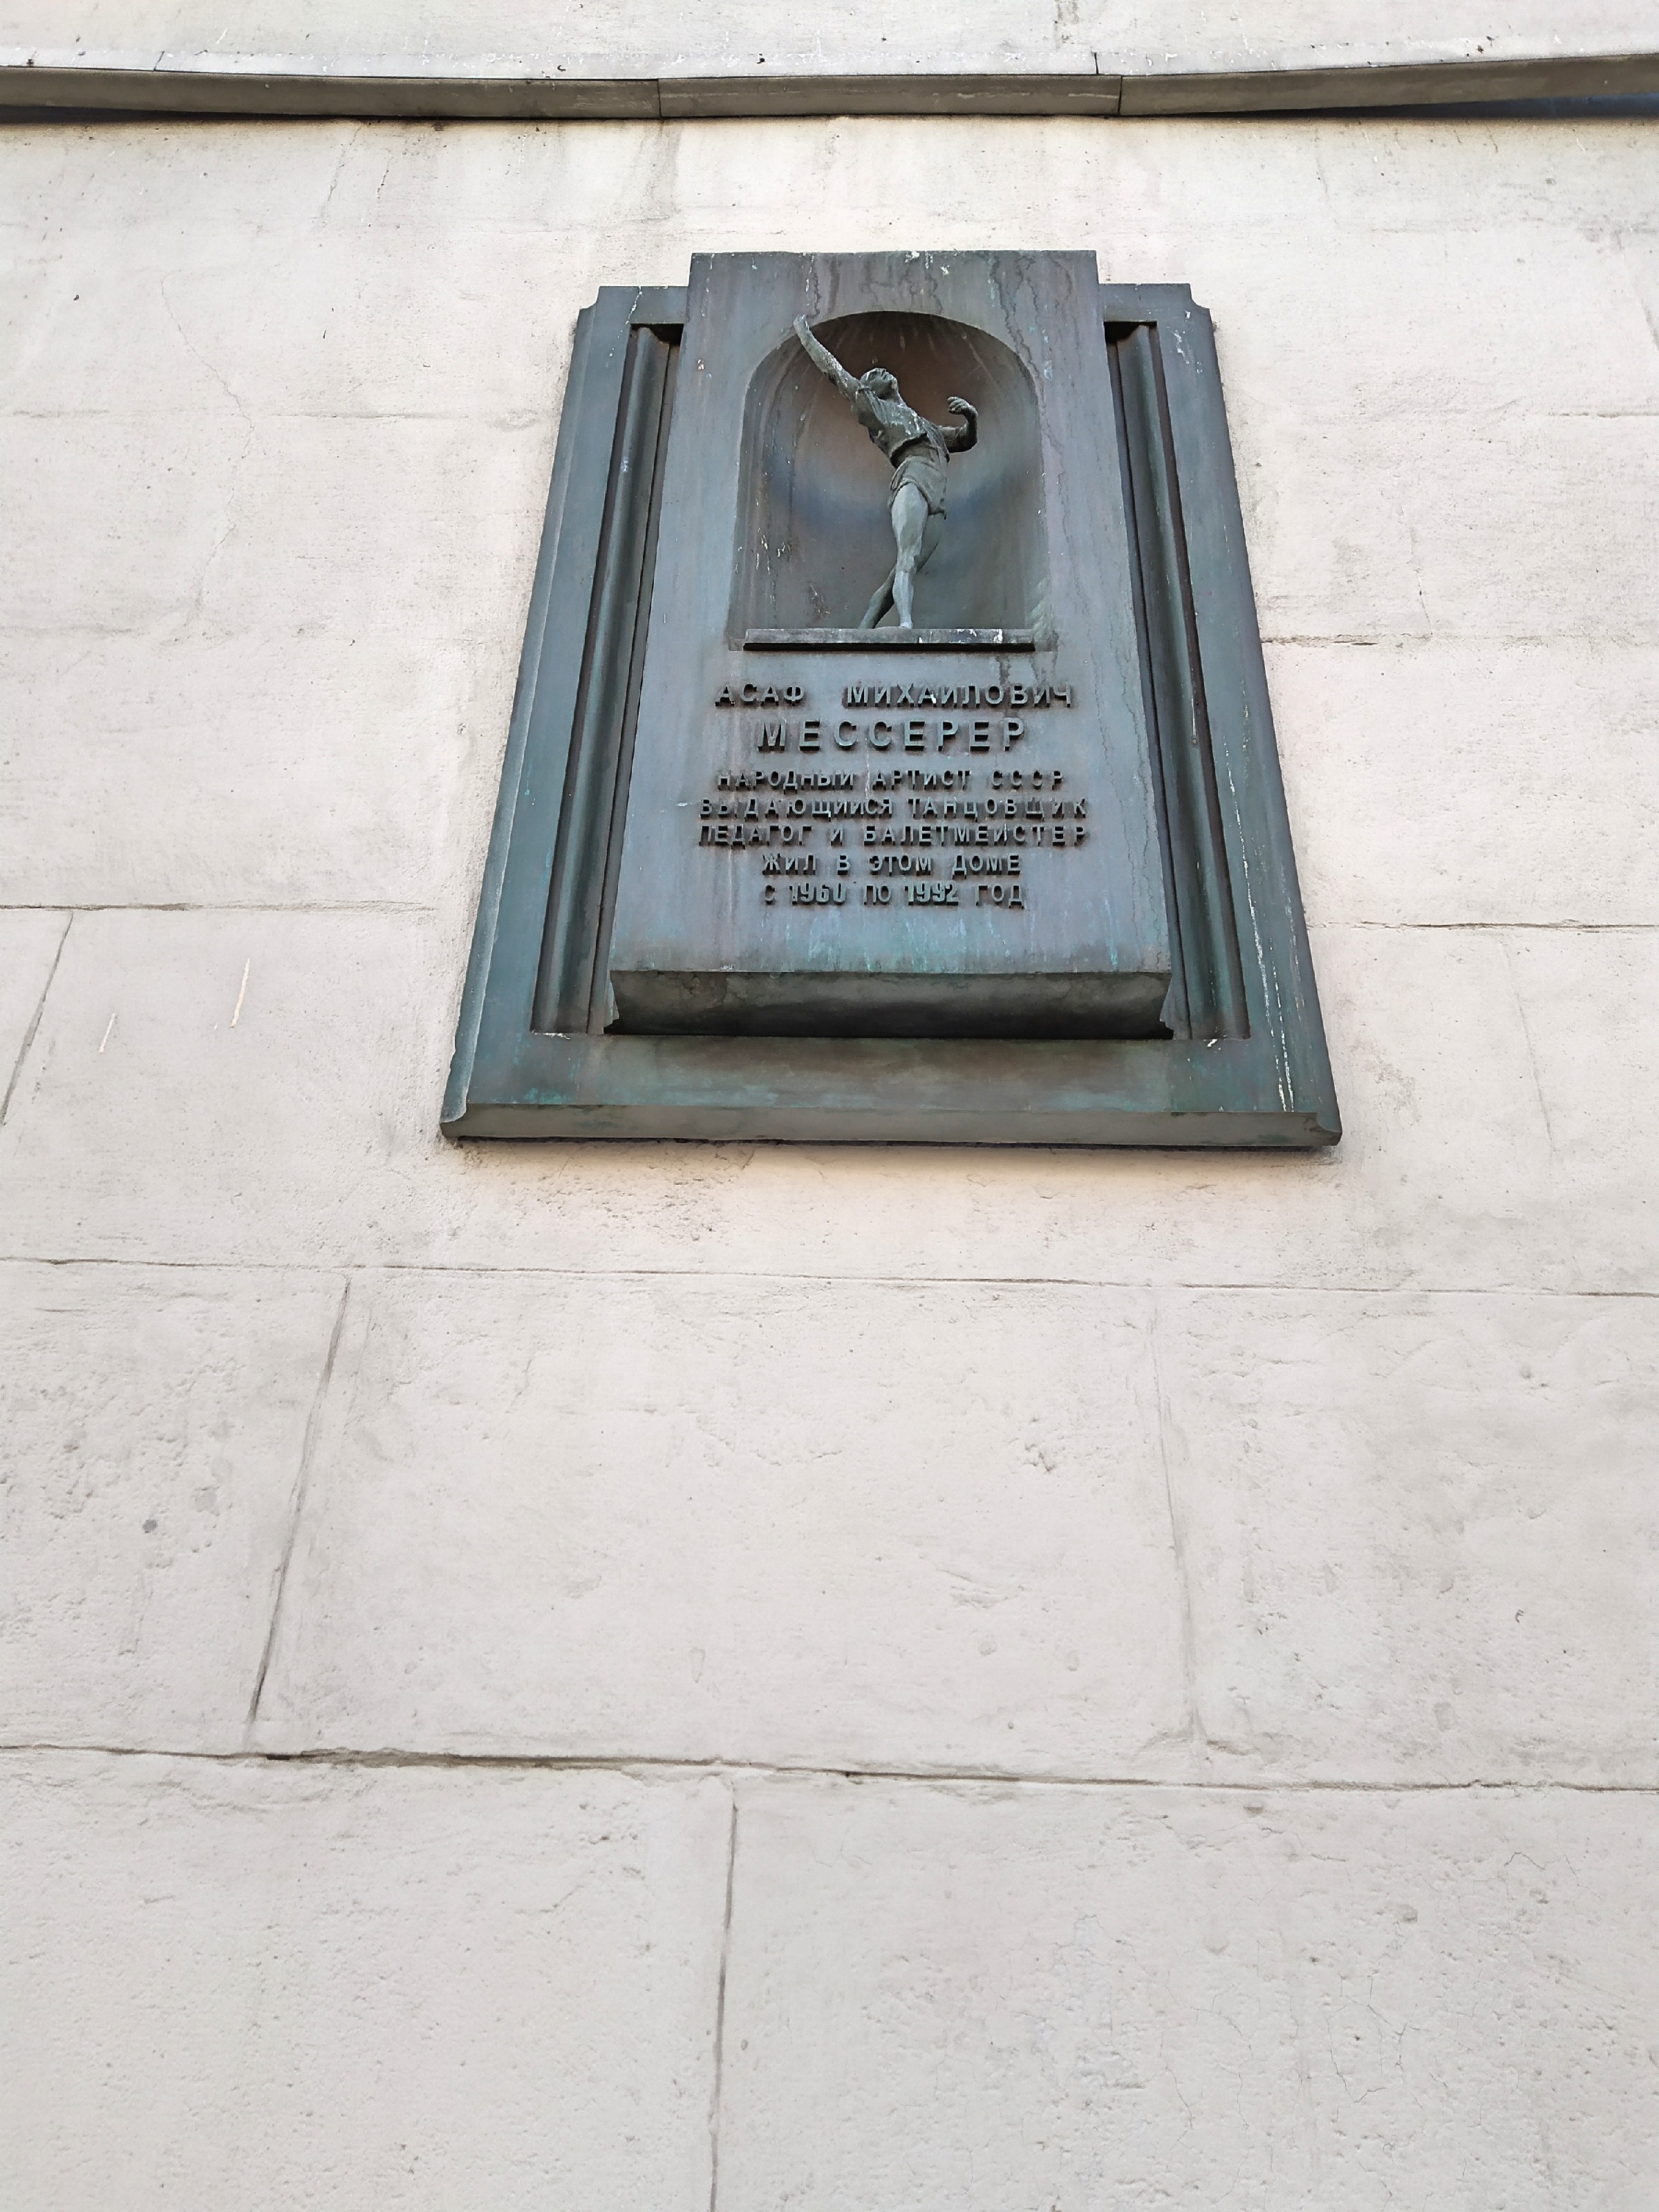 АСАФ МИХАЙЛОВИЧ
МЕССЕРЕР
НАРОДНЫЙ АРТИСТ СССР
ВЫДАЮЩИЙСЯ ТАНЦОВЩИК
ПЕДАГОГ И БАЛЕТМЕЙСТЕР
ЖИЛ В ЭТОМ ДОМЕ
С 1960 ПО 1992 ГОД